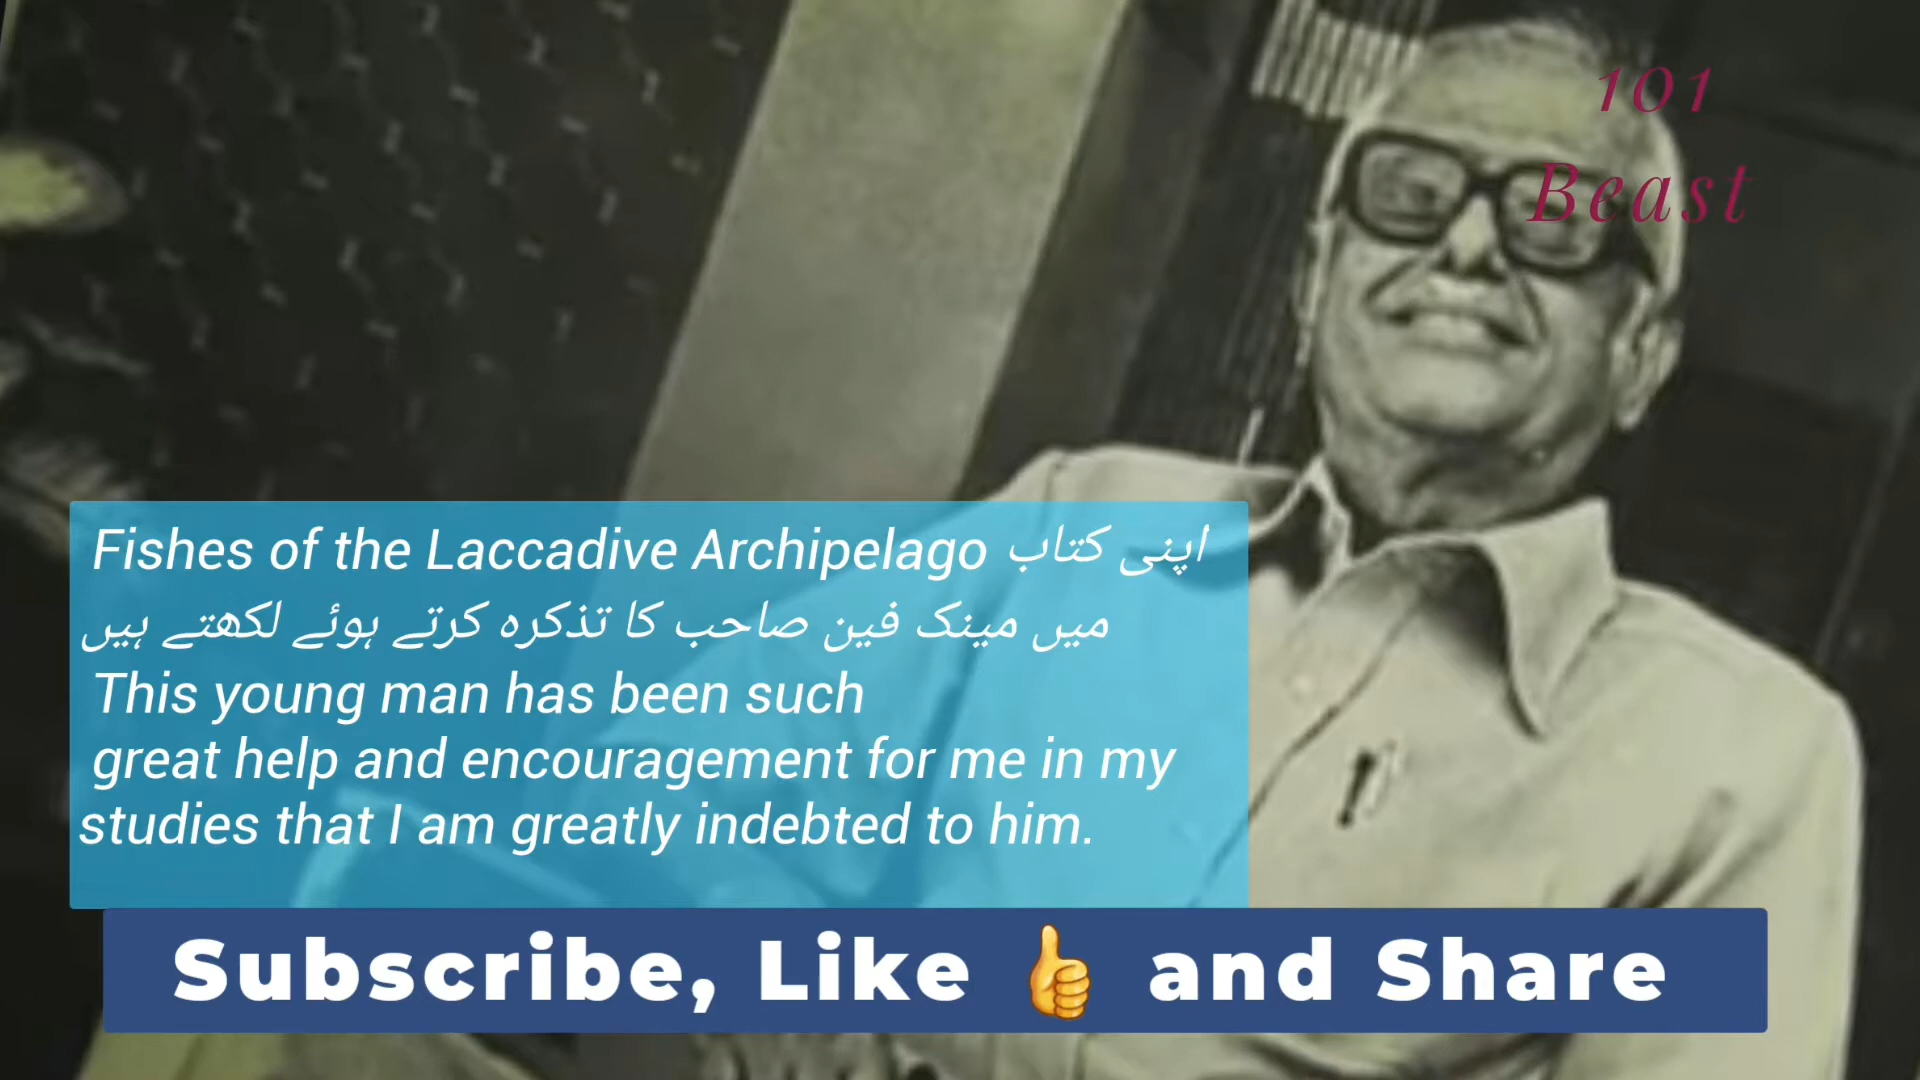 101
Beast
Fishes of the Laccadive Archipelago اپنی کتاب
میں مینک فین صاحب کا تذکرہ کرتے ہوئے لکھتے ہیں
This young man has been such
great help and encouragement for me in my
studies that I am greatly indebted to him.
Subscribe, Like 👍 and Share